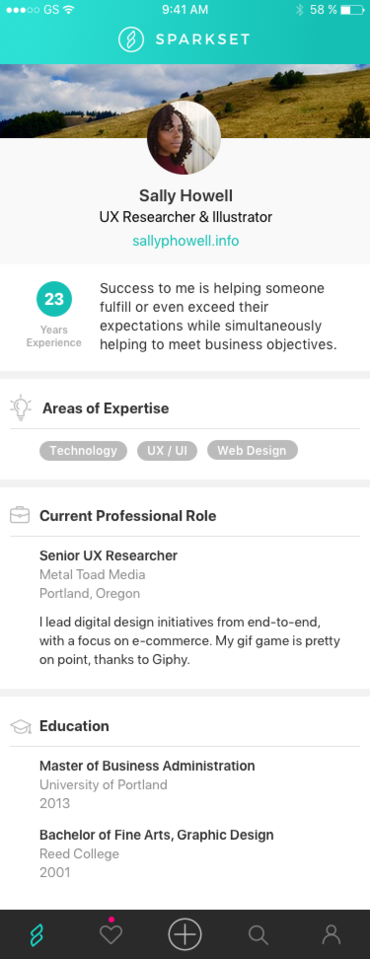 GS 9:41 AM 58 %
SPARKSET
Sally Howell
UX Researcher & Illustrator
sallyphowell.info
23
Years
Experience
Success to me is helping someone
fulfill or even exceed their
expectations while simultaneously
helping to meet business objectives.
Areas of Expertise
Technology UX / UI Web Design
Current Professional Role
Senior UX Researcher
Metal Toad Media
Portland, Oregon
I lead digital design initiatives from end-to-end,
with a focus on e-commerce. My gif game is pretty
on point, thanks to Giphy.
Education
Master of Business Administration
University of Portland
2013
Bachelor of Fine Arts, Graphic Design
Reed College
2001